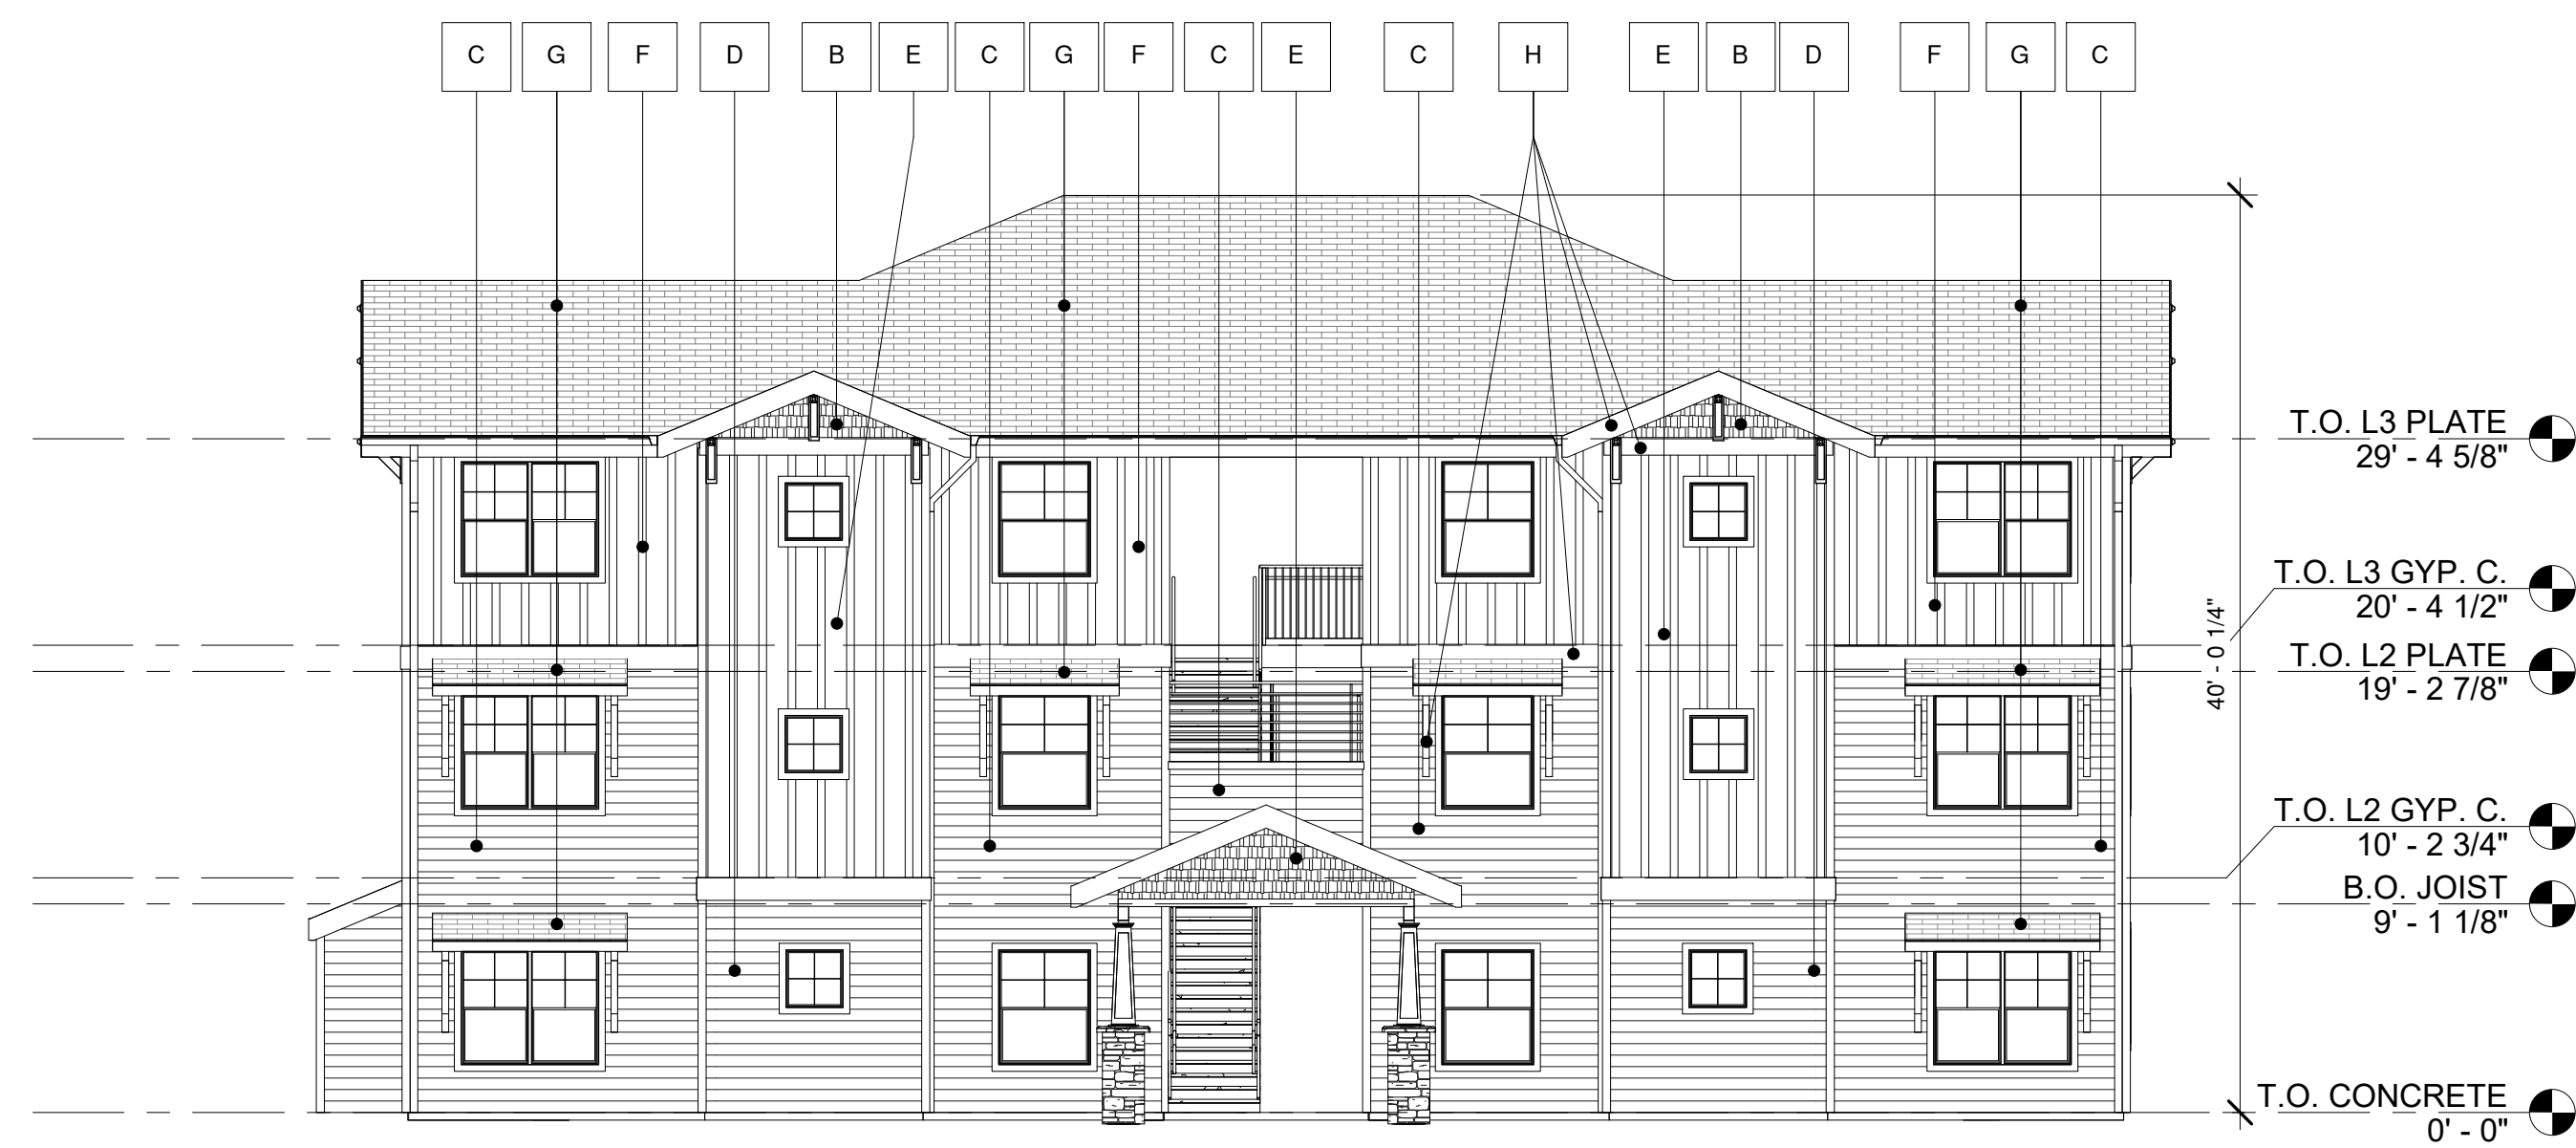 C G F D B E C G F C E C H E B D F G C
T.O. L3 PLATE
29' - 4 5/8"
T.O. L3 GYP. C.
20' - 4 1/2"
40' - 0 1/4"
T.O. L2 PLATE
19' - 2 7/8"
T.O. L2 GYP. C.
10' - 2 3/4"
B.O. JOIST
9' - 1 1/8"
T.O. CONCRETE
0' - 0"